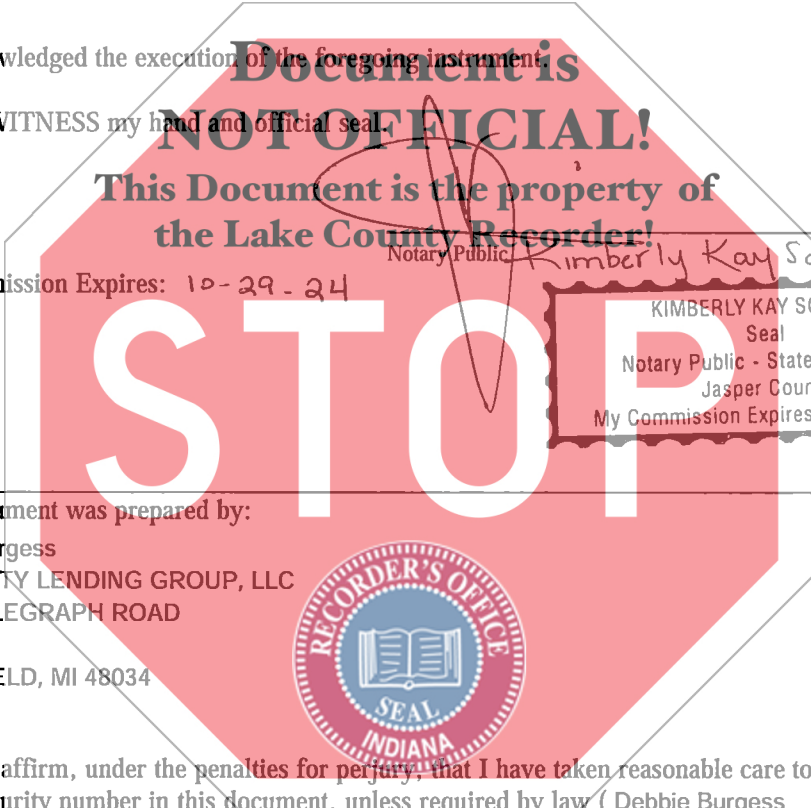 wledged the execution of the foregoing instrument.
Document is
WITNESS my hand and official seal.
NOT OFFICIAL!
This Document is the property of
the Lake County Recorder!
Notary Public Kimberly Kay
ission Expires: 10-29-24
KIMBERLY KAY
Seal
Notary Public - State
Jasper Coun
My Commission Expires
STOP
ment was prepared by:
rgess
TY LENDING GROUP, LLC
LEGRAPH ROAD
ELD, MI 48034
RECORDER'S OFFICE
SEAL
INDIANA
affirm, under the penalties for perjury, that I have taken reasonable care to
urity number in this document, unless required by law ( Debbie Burgess